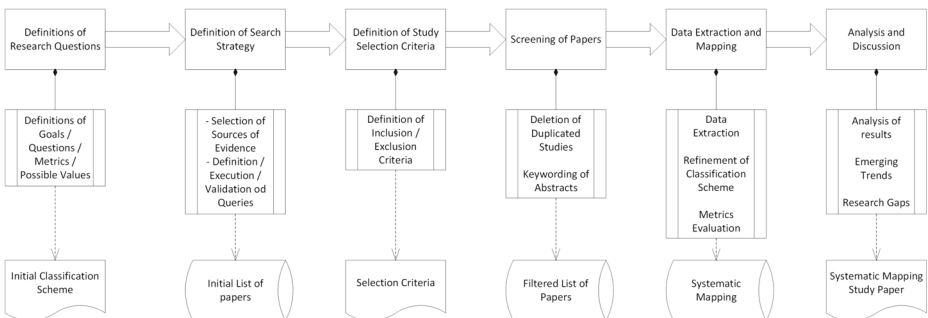 Definitions of
Research Questions
Definition of Search
Strategy
Definition of Study
Selection Criteria
Screening of Papers
Data Extraction and
Mapping
Analysis and
Discussion
Definitions of
Goals /
Questions /
Metrics /
Possible Values
- Selection of
Sources of
Evidence
- Definition /
Execution /
Validation od
Queries
Definition of
Inclusion /
Exclusion
Criteria
Deletion of
Duplicated
Studies
Keywording of
Abstracts
Data
Extraction
Refinement of
Classification
Scheme
Metrics
Evaluation
Analysis of
results
Emerging
Trends
Research Gaps
Initial Classification
Scheme
Initial List of
papers
Selection Criteria
Filtered List of
Papers
Systematic
Mapping
Systematic Mapping
Study Paper